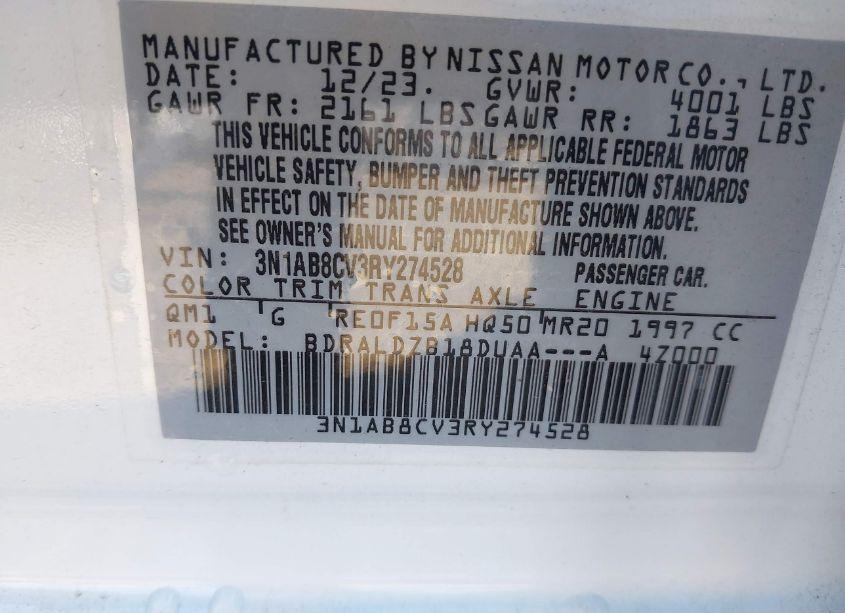 MANUFACTURED BY NISSAN MOTOR CO., LTD.
DATE: 12/23. GVWR: 4001 LBS
GAWR FR: 2161 LBS GAWR RR: 1863 LBS
THIS VEHICLE CONFORMS TO ALL APPLICABLE FEDERAL MOTOR
VEHICLE SAFETY, BUMPER AND THEFT PREVENTION STANDARDS
IN EFFECT ON THE DATE OF MANUFACTURE SHOWN ABOVE.
SEE OWNER'S MANUAL FOR ADDITIONAL INFORMATION.
VIN: 3N1AB8CV3RY274528 PASSENGER CAR.
COLOR TRIM TRANS AXLE ENGINE
QM1 G RE0F15A HQ50 MR20 1997 CC
MODEL: BDRALDZB18DUAA---A 4Z000
3N1AB8CV3RY274528